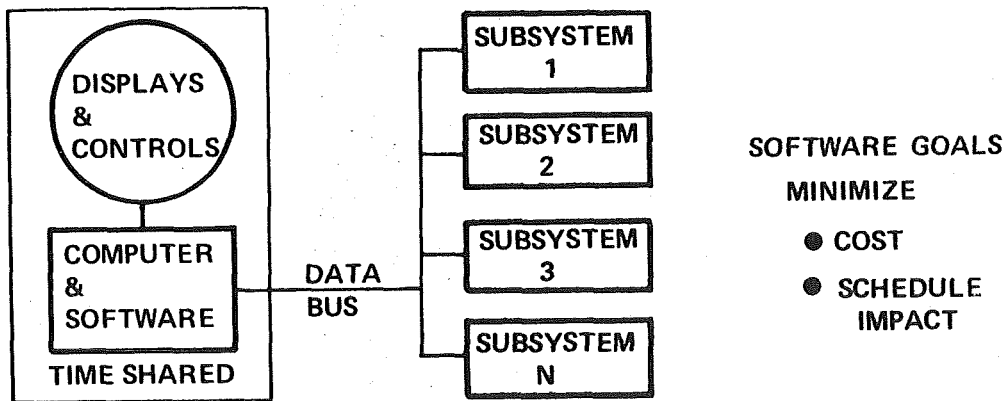 DISPLAYS
&
CONTROLS
COMPUTER
&
SOFTWARE
TIME SHARED
DATA
BUS
SUBSYSTEM
1
SUBSYSTEM
2
SUBSYSTEM
3
SUBSYSTEM
N
SOFTWARE GOALS
MINIMIZE
● COST
● SCHEDULE
IMPACT